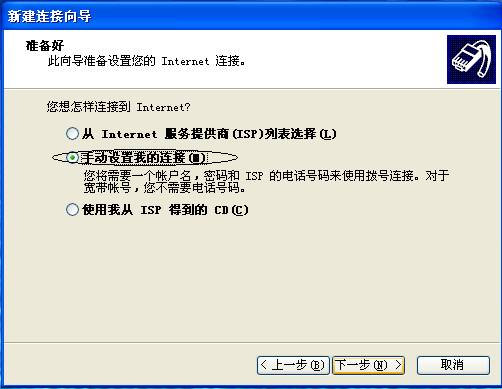 新建连接向导
准备好
此向导准备设置您的 Internet 连接。
您想怎样连接到 Internet?
从 Internet 服务提供商(ISP)列表选择(L)
手动设置我的连接(M)
您将需要一个帐户名，密码和 ISP 的电话号码来使用拨号连接。对于
宽带帐号，您不需要电话号码。
使用我从 ISP 得到的 CD(C)
< 上一步(B) 下一步(N) > 取消